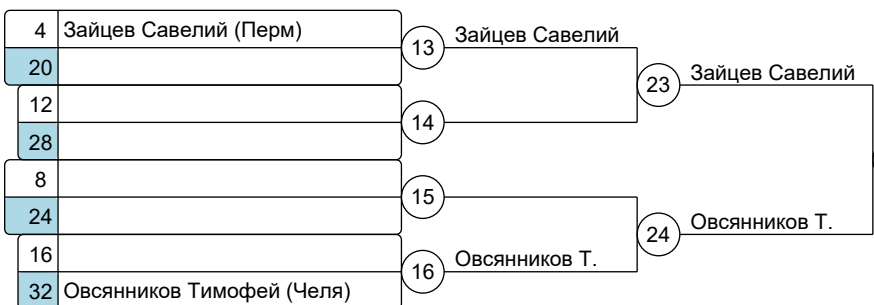 4 Зайцев Савелий (Перм)
13 Зайцев Савелий
20
23 Зайцев Савелий
12
14
28
8
15
24
24 Овсянников Т.
16
16 Овсянников Т.
32 Овсянников Тимофей (Челя)